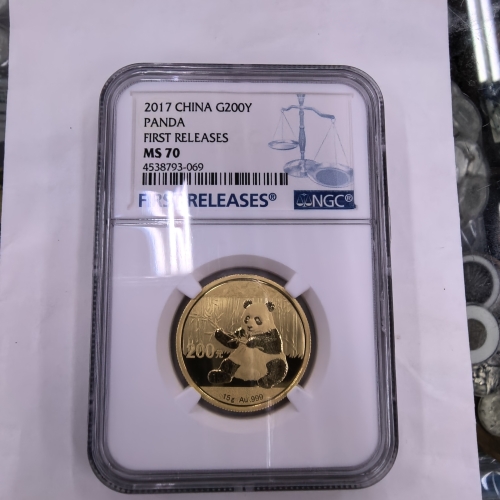 2017 CHINA G200Y
PANDA
FIRST RELEASES
MS 70
4538793-069
FIRST RELEASES®
NGC®
200元
15g Au.999